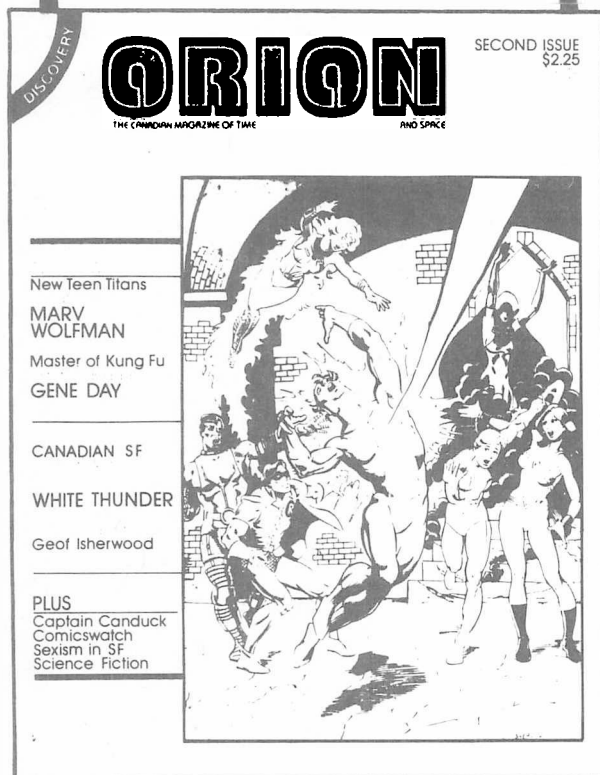 DISCOVERY
ORION
THE CANADIAN MAGAZINE OF TIME AND SPACE
SECOND ISSUE
$2.25
New Teen Titans
MARV
WOLFMAN
Master of Kung Fu
GENE DAY
CANADIAN SF
WHITE THUNDER
Geof Isherwood
PLUS
Captain Canduck
Comicswatch
Sexism in SF
Science Fiction